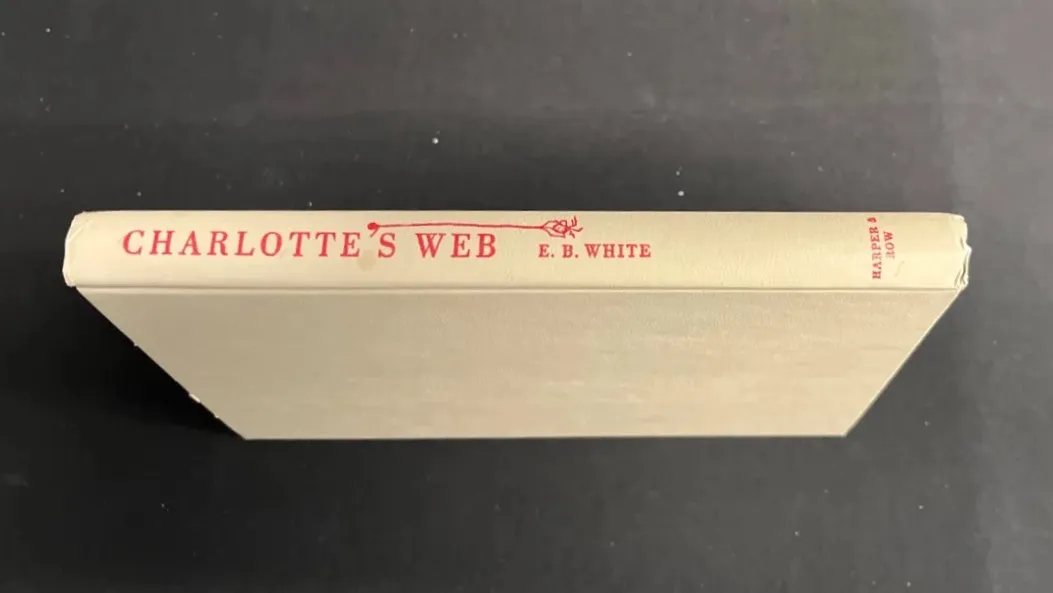 CHARLOTTE'S WEB E. B. WHITE
HARPER &
ROW